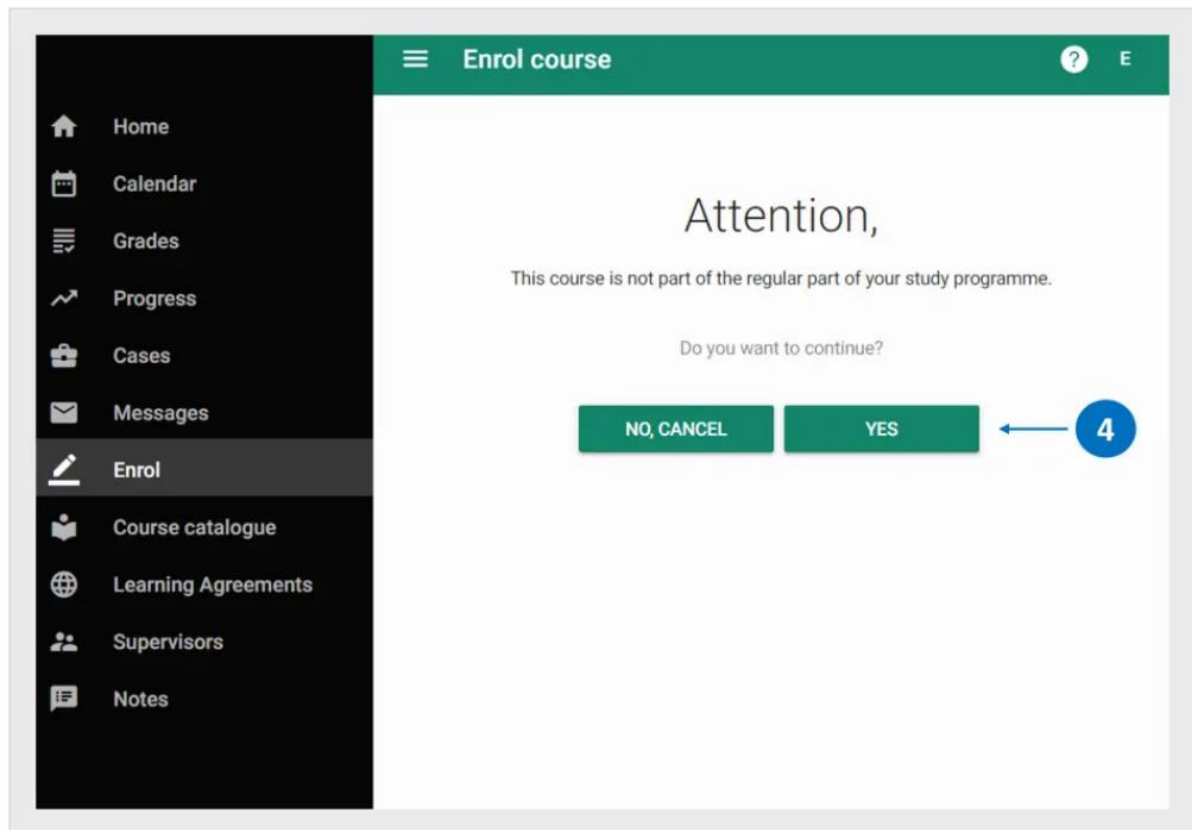 Enrol course
? E
Home
Calendar
Grades
Progress
Cases
Messages
Enrol
Course catalogue
Learning Agreements
Supervisors
Notes
Attention,
This course is not part of the regular part of your study programme.
Do you want to continue?
NO, CANCEL
YES
4